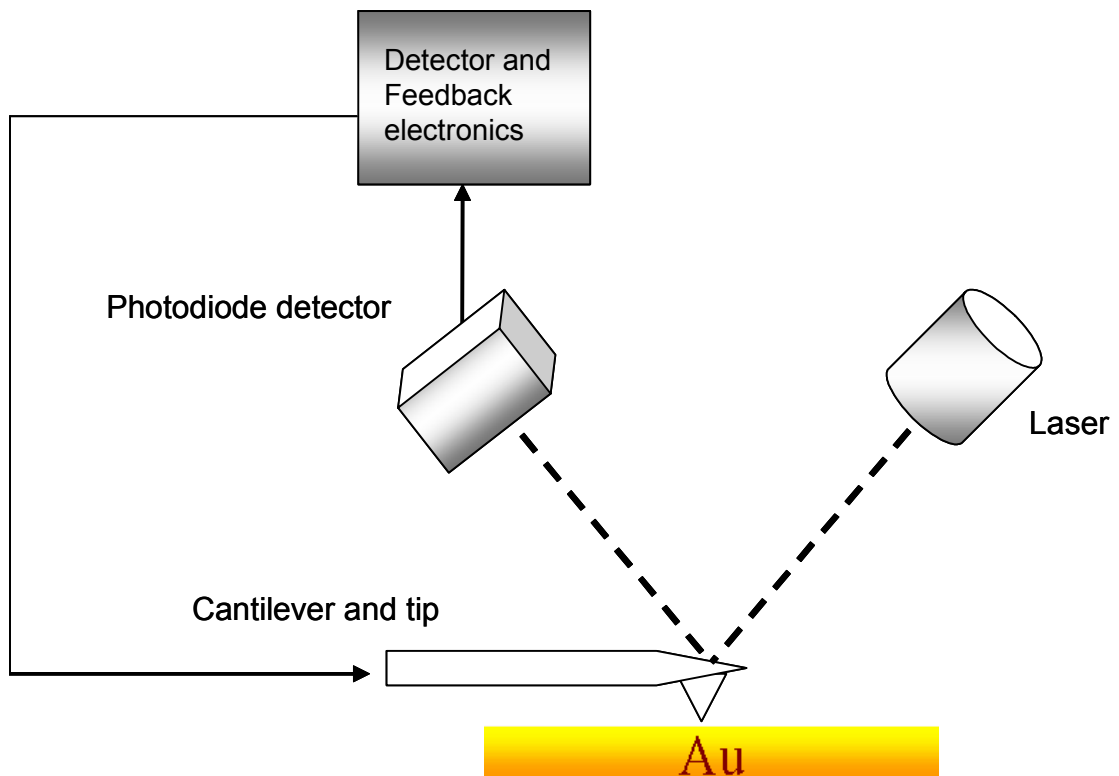 Detector and
Feedback
electronics
Photodiode detector
Laser
Cantilever and tip
Au